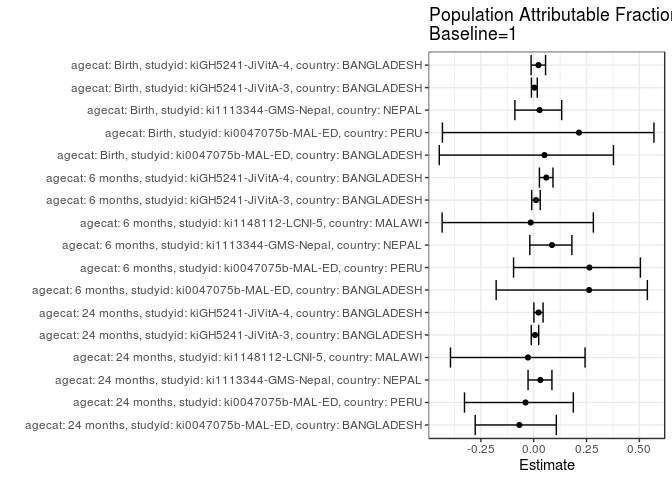 Population Attributable Fraction
Baseline=1
agecat: Birth, studyid: kiGH5241-JiVitA-4, country: BANGLADESH
agecat: Birth, studyid: kiGH5241-JiVitA-3, country: BANGLADESH
agecat: Birth, studyid: ki1113344-GMS-Nepal, country: NEPAL
agecat: Birth, studyid: ki0047075b-MAL-ED, country: PERU
agecat: Birth, studyid: ki0047075b-MAL-ED, country: BANGLADESH
agecat: 6 months, studyid: kiGH5241-JiVitA-4, country: BANGLADESH
agecat: 6 months, studyid: kiGH5241-JiVitA-3, country: BANGLADESH
agecat: 6 months, studyid: ki1148112-LCNI-5, country: MALAWI
agecat: 6 months, studyid: ki1113344-GMS-Nepal, country: NEPAL
agecat: 6 months, studyid: ki0047075b-MAL-ED, country: PERU
agecat: 6 months, studyid: ki0047075b-MAL-ED, country: BANGLADESH
agecat: 24 months, studyid: kiGH5241-JiVitA-4, country: BANGLADESH
agecat: 24 months, studyid: kiGH5241-JiVitA-3, country: BANGLADESH
agecat: 24 months, studyid: ki1148112-LCNI-5, country: MALAWI
agecat: 24 months, studyid: ki1113344-GMS-Nepal, country: NEPAL
agecat: 24 months, studyid: ki0047075b-MAL-ED, country: PERU
agecat: 24 months, studyid: ki0047075b-MAL-ED, country: BANGLADESH
-0.25 0.00 0.25 0.50
Estimate